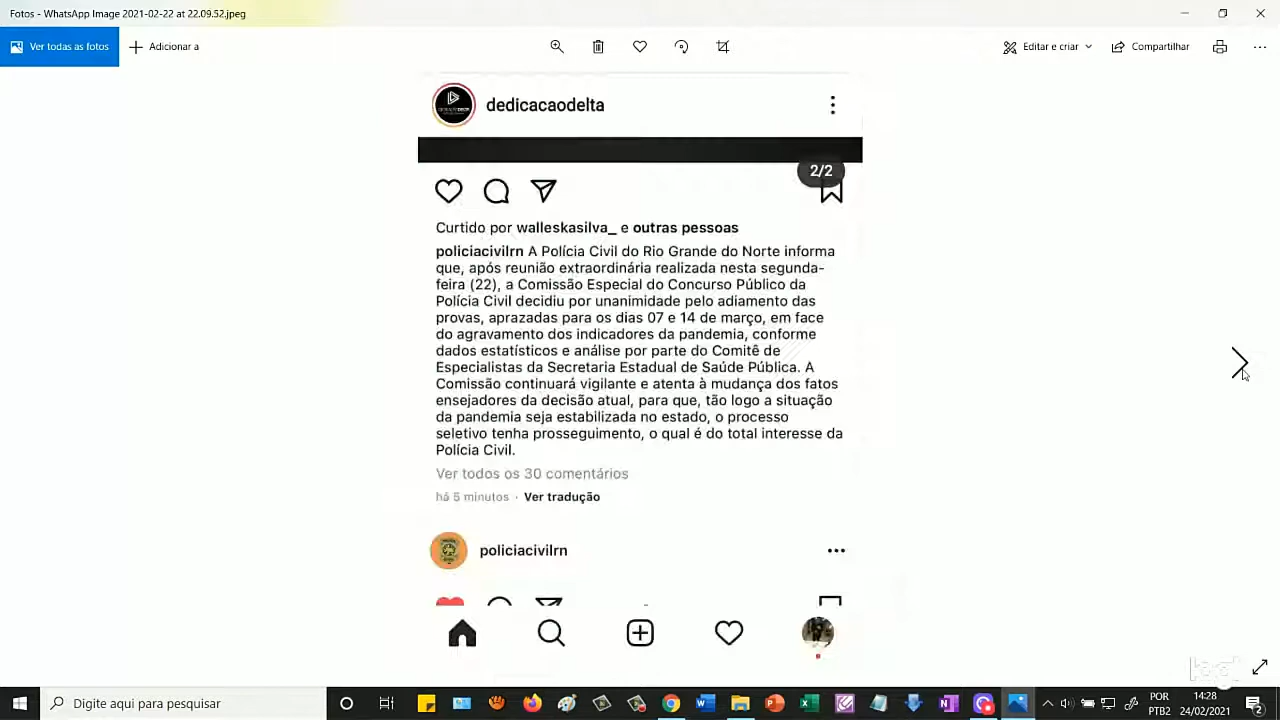 Fotos - WhatsApp Image 2021-02-22 at 22.09.52.jpeg
Ver todas as fotos
Adicionar a
Editar e criar
Compartilhar
dedicacaodelta
2/2
Curtido por walleskasilva_ e outras pessoas
policiacivilrn A Polícia Civil do Rio Grande do Norte informa
que, após reunião extraordinária realizada nesta segunda-
feira (22), a Comissão Especial do Concurso Público da
Polícia Civil decidiu por unanimidade pelo adiamento das
provas, aprazadas para os dias 07 e 14 de março, em face
do agravamento dos indicadores da pandemia, conforme
dados estatísticos e análise por parte do Comitê de
Especialistas da Secretaria Estadual de Saúde Pública. A
Comissão continuará vigilante e atenta à mudança dos fatos
ensejadores da decisão atual, para que, tão logo a situação
da pandemia seja estabilizada no estado, o processo
seletivo tenha prosseguimento, o qual é do total interesse da
Polícia Civil.
Ver todos os 30 comentários
há 5 minutos · Ver tradução
policiacivilrn
Digite aqui para pesquisar
POR
PTB2
14:28
24/02/2021
2